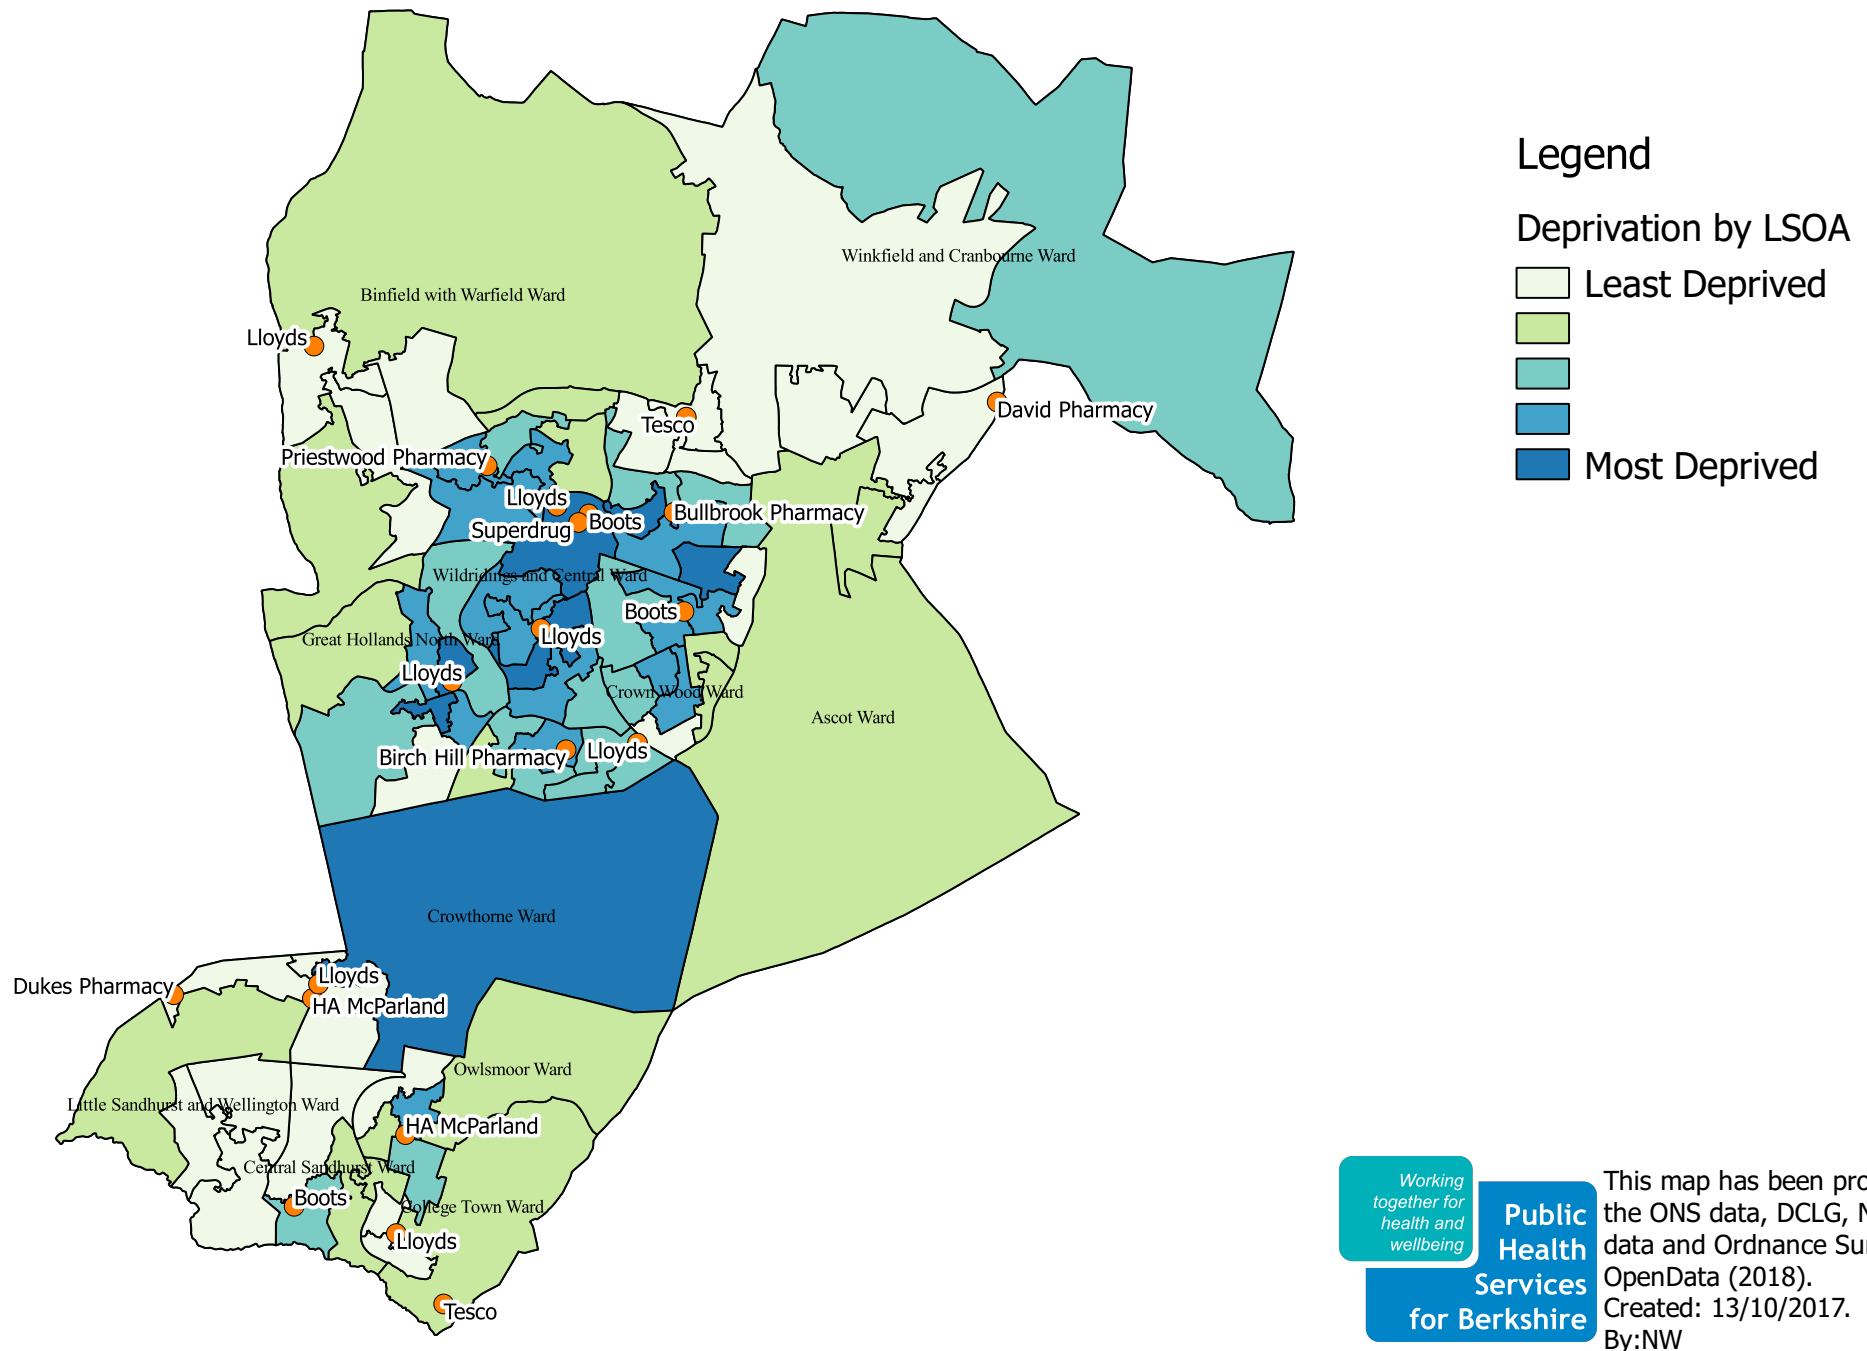 Legend
Deprivation by LSOA
Least Deprived
Most Deprived
Winkfield and Cranbourne Ward
Binfield with Warfield Ward
Lloyds
David Pharmacy
Tesco
Priestwood Pharmacy
Lloyds
Superdrug
Boots
Bullbrook Pharmacy
Wildridings and Central Ward
Boots
Lloyds
Great Hollands North Ward
Lloyds
Crown Wood Ward
Ascot Ward
Birch Hill Pharmacy
Lloyds
Crowthorne Ward
Lloyds
Dukes Pharmacy
HA McParland
Owlsmoor Ward
Little Sandhurst and Wellington Ward
HA McParland
Central Sandhurst Ward
Boots
College Town Ward
Lloyds
Tesco
Working
together for
health and
wellbeing
Public
Health
Services
for Berkshire
This map has been pro
the ONS data, DCLG, N
data and Ordnance Sur
OpenData (2018).
Created: 13/10/2017.
By:NW